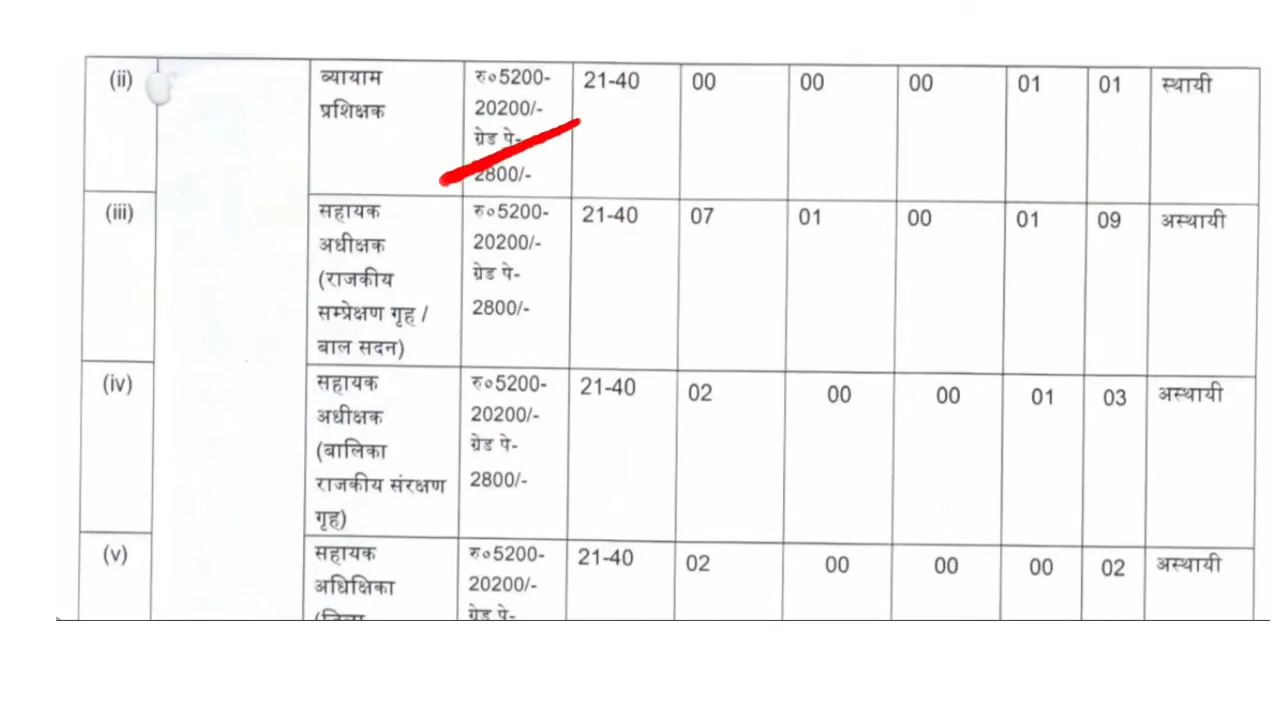 (ii) व्यायाम रु०5200- 21-40 00 00 00 01 01 स्थायी
प्रशिक्षक 20200/-
ग्रेड पे-
2800/-
(iii) सहायक रु०5200- 21-40 07 01 00 01 09 अस्थायी
अधीक्षक 20200/-
(राजकीय ग्रेड पे-
सम्प्रेक्षण गृह / 2800/-
बाल सदन)
(iv) सहायक रु०5200- 21-40 02 00 00 01 03 अस्थायी
अधीक्षक 20200/-
(बालिका ग्रेड पे-
राजकीय संरक्षण 2800/-
गृह)
(v) सहायक रु०5200- 21-40 02 00 00 00 02 अस्थायी
अधिक्षिका 20200/-
(जिला ग्रेड पे-